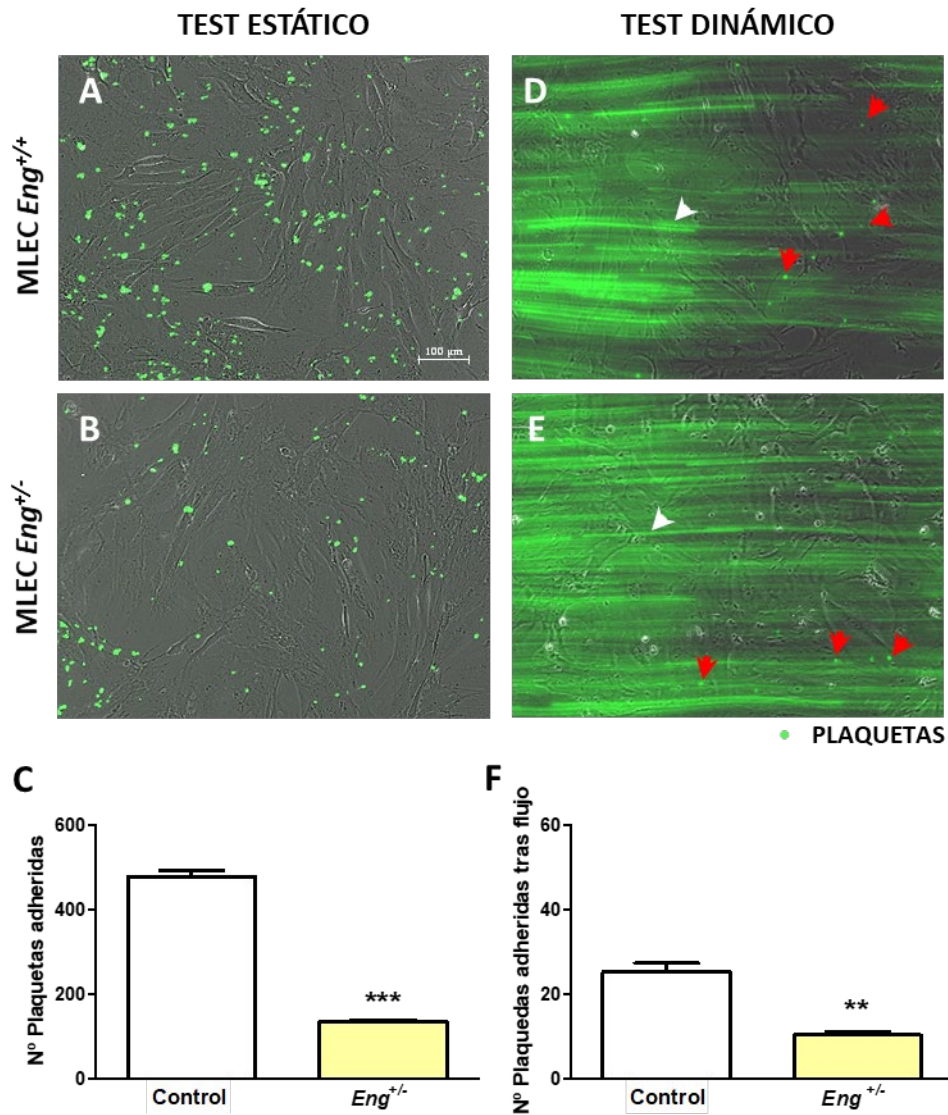 TEST ESTÁTICO
TEST DINÁMICO
MLEC Eng+/+
A
100 µm
D
MLEC Eng+/-
B
E
PLAQUETAS
C
Nº Plaquetas adheridas
600
400
200
0
***
Control
Eng+/-
F
Nº Plaquedas adheridas tras flujo
60
40
20
0
**
Control
Eng+/-